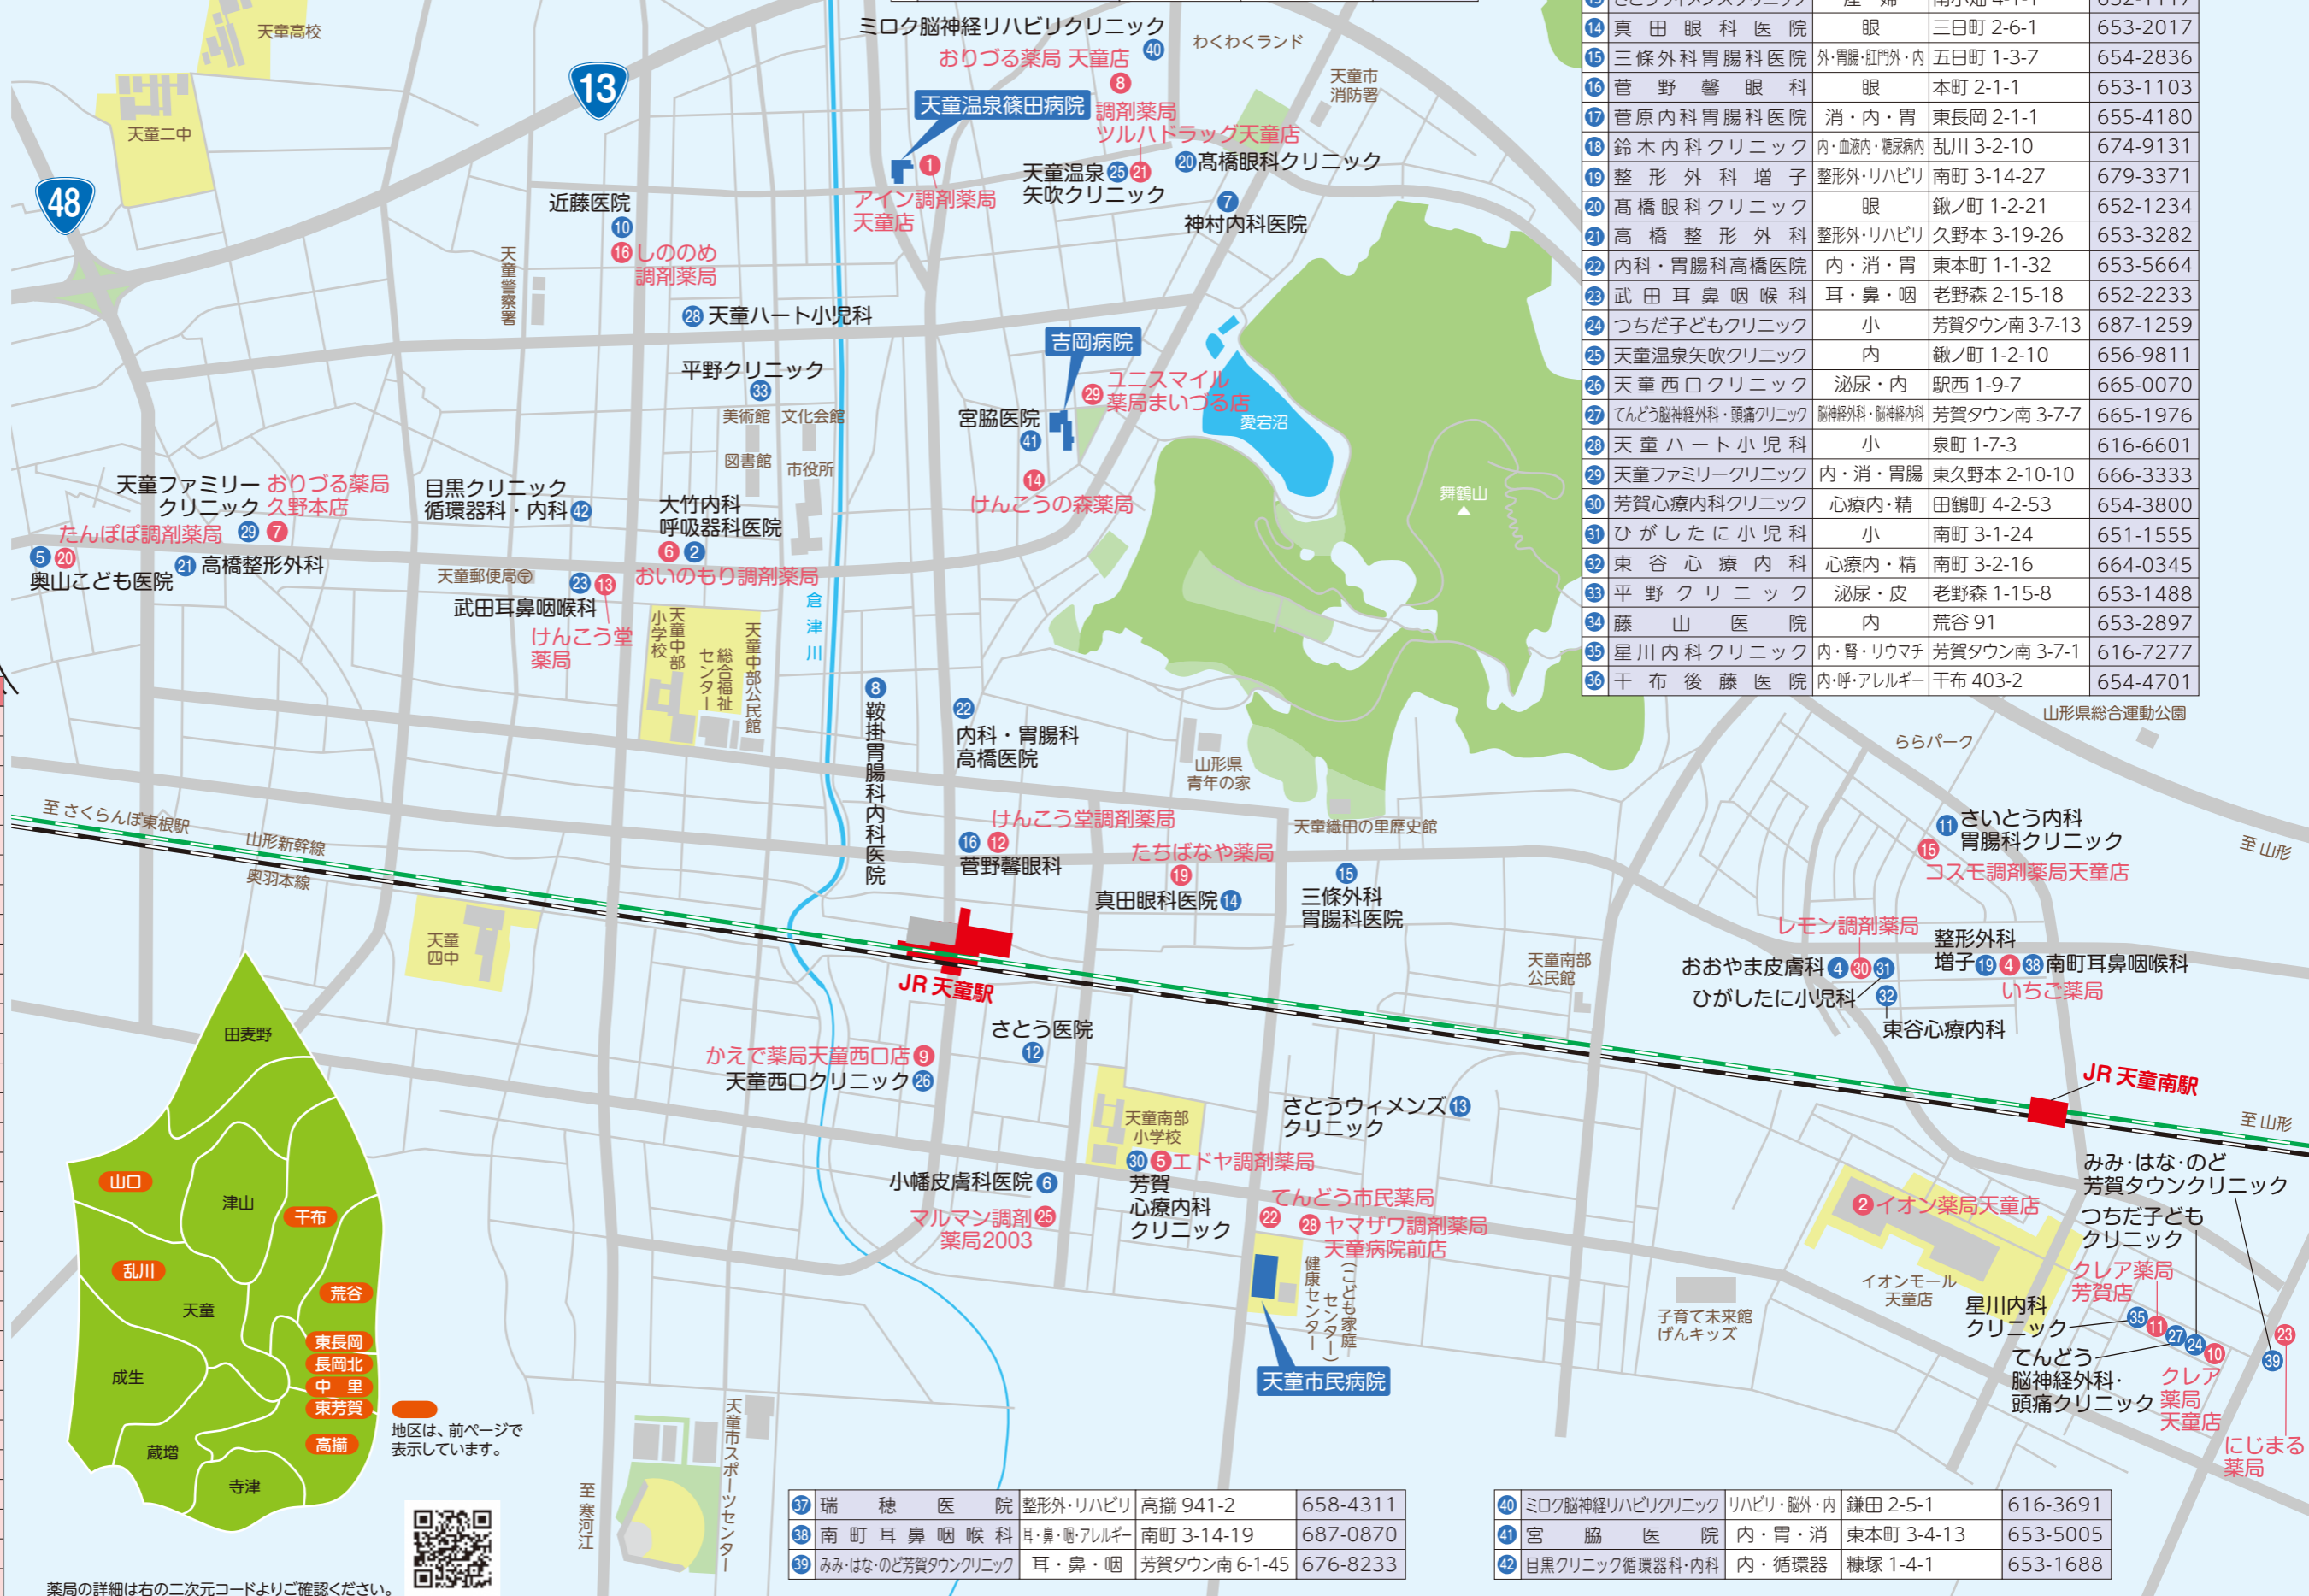 天童高校
天童二中
13
48
ミロク脳神経リハビリクリニック
40
おりづる薬局 天童店
8
わくわくランド
天童市
消防署
天童温泉篠田病院
調剤薬局
ツルハドラッグ天童店
1
アイン調剤薬局
天童店
天童温泉 25 21
矢吹クリニック
20 髙橋眼科クリニック
7
神村内科医院
近藤医院
10
16 しののめ
調剤薬局
天童警察署
28 天童ハート小児科
吉岡病院
平野クリニック
33
美術館 文化会館
図書館 市役所
29 ユニスマイル
薬局まいづる店
宮脇医院
41
14
けんこうの森薬局
愛宕沼
舞鶴山
天童ファミリー
クリニック 29
おりづる薬局
久野本店
7
たんぽぽ調剤薬局
5 20
奥山こども医院
21 高橋整形外科
目黒クリニック
循環器科・内科 42
大竹内科
呼吸器科医院
6 2
おいのもり調剤薬局
天童郵便局〶
23 13
武田耳鼻咽喉科
けんこう堂
薬局
倉津川
天童中部
小学校
総合福祉
センター
天童中部公民館
8 鞍掛胃腸科内科医院
22
内科・胃腸科
高橋医院
山形県
青年の家
天童織田の里歴史館
けんこう堂調剤薬局
16 12
菅野馨眼科
たちばなや薬局
19
真田眼科医院 14
15
三條外科
胃腸科医院
至 さくらんぼ東根駅
山形新幹線
奥羽本線
天童
四中
JR 天童駅
山形県総合運動公園
ららパーク
11 さいとう内科
胃腸科クリニック
15
コスモ調剤薬局天童店
至 山形
レモン調剤薬局
おおやま皮膚科 4 30 31
ひがしたに小児科
32
東谷心療内科
整形外科
増子 19 4 38 南町耳鼻咽喉科
いちご薬局
天童南部
公民館
JR 天童南駅
至 山形
さとう医院
12
かえで薬局天童西口店 9
天童西口クリニック 26
天童南部
小学校
さとうウィメンズ 13
クリニック
30 5 エドヤ調剤薬局
芳賀
心療内科
クリニック
小幡皮膚科医院 6
マルマン調剤 25
薬局2003
てんどう市民薬局
22
28 ヤマザワ調剤薬局
天童病院前店
健康センター
(こども家庭
センター)
天童市民病院
2 イオン薬局天童店
イオンモール
天童店
子育て未来館
げんキッズ
みみ・はな・のど
芳賀タウンクリニック
つちだ子ども
クリニック
クレア薬局
芳賀店
星川内科
クリニック
35 11 27 24 10
てんどう
脳神経外科・
頭痛クリニック
クレア
薬局
天童店
23
39
にじまる
薬局
天童市スポーツセンター
至 寒河江
田麦野
山口
津山
干布
乱川
天童
荒谷
東長岡
長岡北
中 里
東芳賀
成生
高擶
蔵増
寺津
地区は、前ページで
表示しています。
薬局の詳細は右の二次元コードよりご確認ください。
14 真田眼科医院 眼 三日町 2-6-1 653-2017
15 三條外科胃腸科医院 外・胃腸・肛門外・内 五日町 1-3-7 654-2836
16 菅野馨眼科 眼 本町 2-1-1 653-1103
17 菅原内科胃腸科医院 消・内・胃 東長岡 2-1-1 655-4180
18 鈴木内科クリニック 内・血液内・糖尿病内 乱川 3-2-10 674-9131
19 整形外科増子 整形外・リハビリ 南町 3-14-27 679-3371
20 髙橋眼科クリニック 眼 鍬ノ町 1-2-21 652-1234
21 高橋整形外科 整形外・リハビリ 久野本 3-19-26 653-3282
22 内科・胃腸科高橋医院 内・消・胃 東本町 1-1-32 653-5664
23 武田耳鼻咽喉科 耳・鼻・咽 老野森 2-15-18 652-2233
24 つちだ子どもクリニック 小 芳賀タウン南 3-7-13 687-1259
25 天童温泉矢吹クリニック 内 鍬ノ町 1-2-10 656-9811
26 天童西口クリニック 泌尿・内 駅西 1-9-7 665-0070
27 てんどう脳神経外科・頭痛クリニック 脳神経外科・脳神経内科 芳賀タウン南 3-7-7 665-1976
28 天童ハート小児科 小 泉町 1-7-3 616-6601
29 天童ファミリークリニック 内・消・胃腸 東久野本 2-10-10 666-3333
30 芳賀心療内科クリニック 心療内・精 田鶴町 4-2-53 654-3800
31 ひがしたに小児科 小 南町 3-1-24 651-1555
32 東谷心療内科 心療内・精 南町 3-2-16 664-0345
33 平野クリニック 泌尿・皮 老野森 1-15-8 653-1488
34 藤山医院 内 荒谷 91 653-2897
35 星川内科クリニック 内・腎・リウマチ 芳賀タウン南 3-7-1 616-7277
36 干布後藤医院 内・呼・アレルギー 干布 403-2 654-4701
37 瑞穂医院 整形外・リハビリ 高擶 941-2 658-4311
38 南町耳鼻咽喉科 耳・鼻・咽・アレルギー 南町 3-14-19 687-0870
39 みみ・はな・のど芳賀タウンクリニック 耳・鼻・咽 芳賀タウン南 6-1-45 676-8233
40 ミロク脳神経リハビリクリニック リハビリ・脳外・内 鎌田 2-5-1 616-3691
41 宮脇医院 内・胃・消 東本町 3-4-13 653-5005
42 目黒クリニック循環器科・内科 内・循環器 糠塚 1-4-1 653-1688